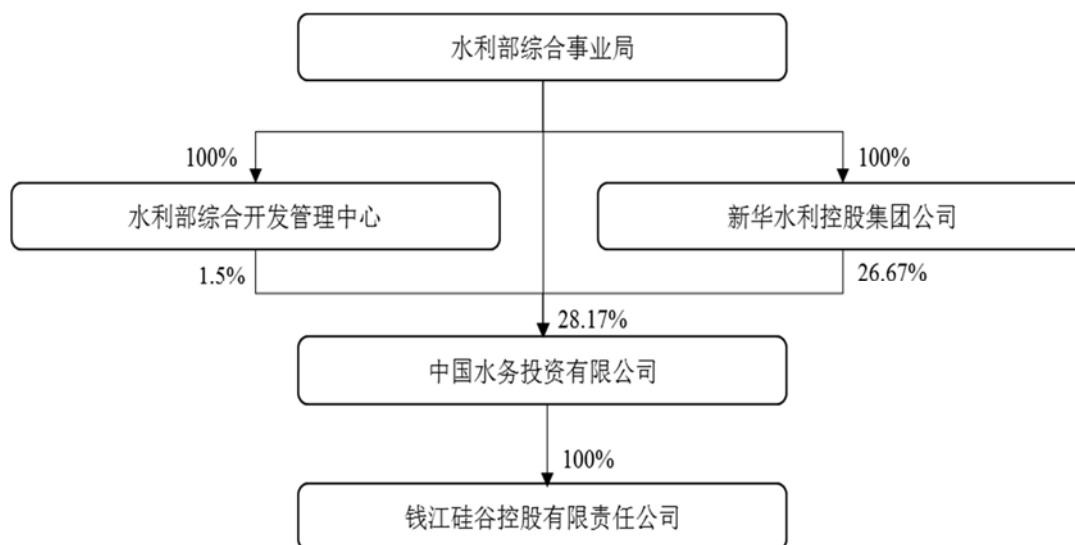 水利部综合事业局
100%
100%
水利部综合开发管理中心
新华水利控股集团公司
1.5%
26.67%
28.17%
中国水务投资有限公司
100%
钱江硅谷控股有限责任公司